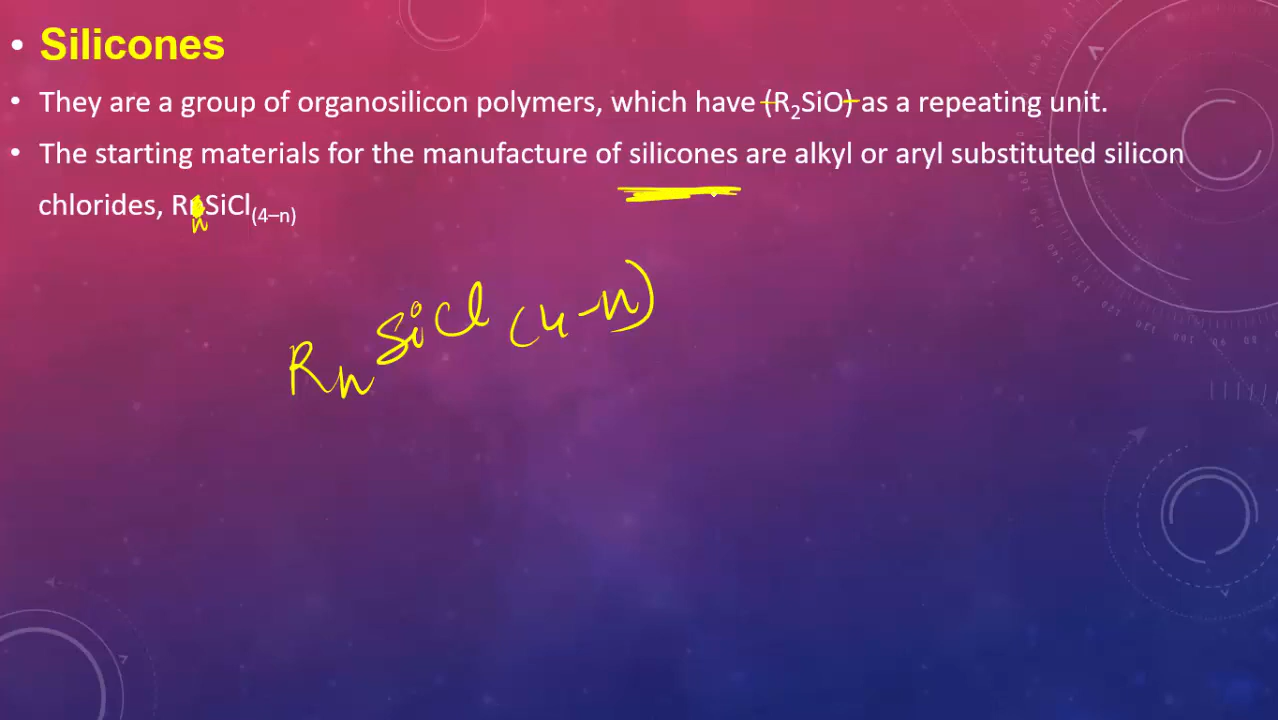 • Silicones
• They are a group of organosilicon polymers, which have (R₂SiO) as a repeating unit.
• The starting materials for the manufacture of silicones are alkyl or aryl substituted silicon
chlorides, RnSiCl₍₄₋ₙ₎
n
RnSiCl(4-n)